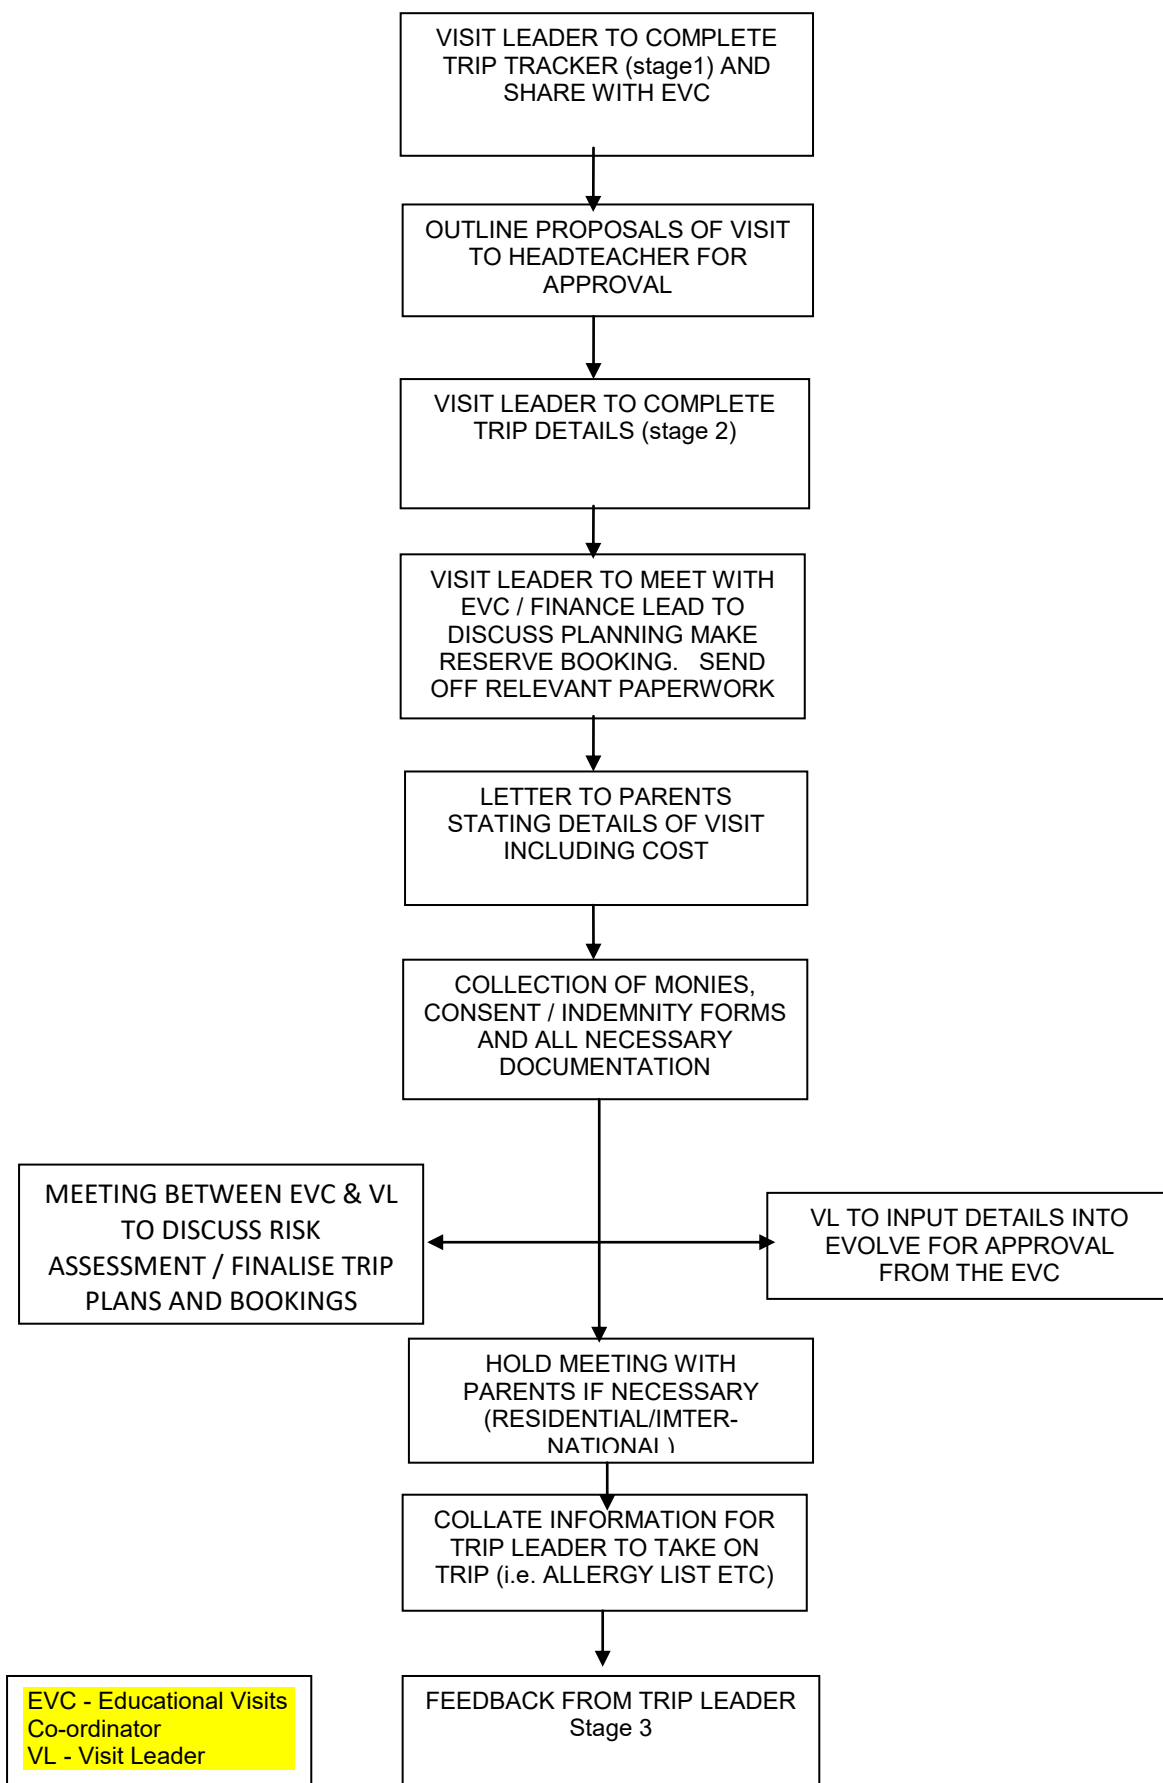 VISIT LEADER TO COMPLETE
TRIP TRACKER (stage1) AND
SHARE WITH EVC
OUTLINE PROPOSALS OF VISIT
TO HEADTEACHER FOR
APPROVAL
VISIT LEADER TO COMPLETE
TRIP DETAILS (stage 2)
VISIT LEADER TO MEET WITH
EVC / FINANCE LEAD TO
DISCUSS PLANNING MAKE
RESERVE BOOKING. SEND
OFF RELEVANT PAPERWORK
LETTER TO PARENTS
STATING DETAILS OF VISIT
INCLUDING COST
COLLECTION OF MONIES,
CONSENT / INDEMNITY FORMS
AND ALL NECESSARY
DOCUMENTATION
MEETING BETWEEN EVC & VL
TO DISCUSS RISK
ASSESSMENT / FINALISE TRIP
PLANS AND BOOKINGS
VL TO INPUT DETAILS INTO
EVOLVE FOR APPROVAL
FROM THE EVC
HOLD MEETING WITH
PARENTS IF NECESSARY
(RESIDENTIAL/IMTER-
NATIONAL)
COLLATE INFORMATION FOR
TRIP LEADER TO TAKE ON
TRIP (i.e. ALLERGY LIST ETC)
EVC - Educational Visits
Co-ordinator
VL - Visit Leader
FEEDBACK FROM TRIP LEADER
Stage 3